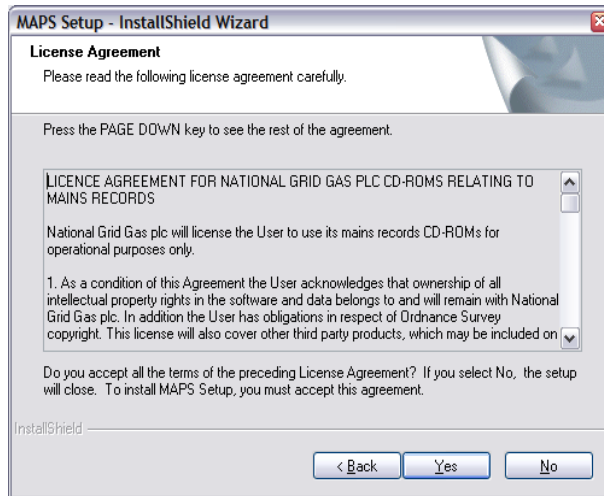 MAPS Setup - InstallShield Wizard
License Agreement
Please read the following license agreement carefully.
Press the PAGE DOWN key to see the rest of the agreement.
LICENCE AGREEMENT FOR NATIONAL GRID GAS PLC CD-ROMS RELATING TO
MAINS RECORDS
National Grid Gas plc will license the User to use its mains records CD-ROMs for
operational purposes only.
1. As a condition of this Agreement the User acknowledges that ownership of all
intellectual property rights in the software and data belongs to and will remain with National
Grid Gas plc. In addition the User has obligations in respect of Ordnance Survey
copyright. This license will also cover other third party products, which may be included on
Do you accept all the terms of the preceding License Agreement? If you select No, the setup
will close. To install MAPS Setup, you must accept this agreement.
InstallShield
< Back Yes No